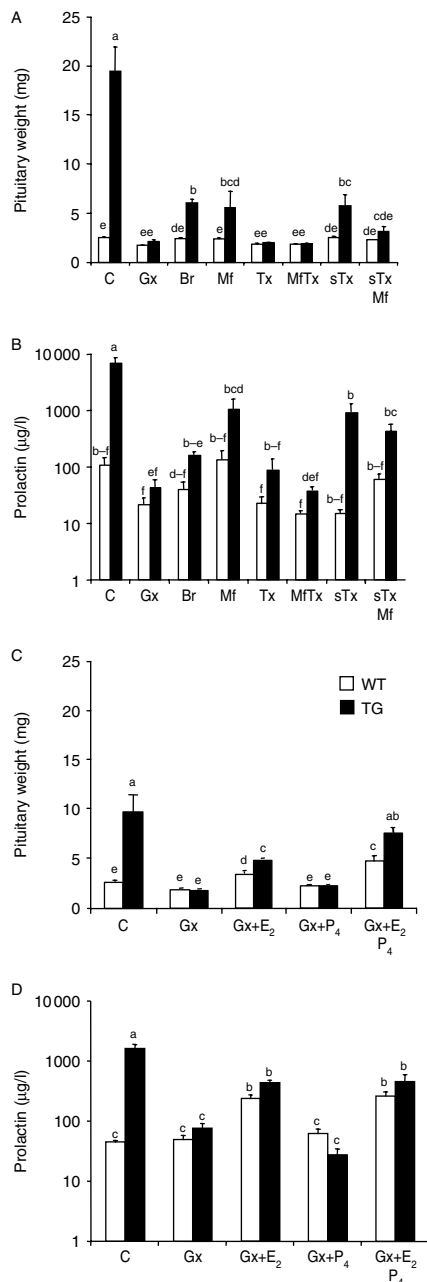 A
Pituitary weight (mg)
25
20
15
10
5
0
a
e
ee
de
b
e
bcd
ee
ee
de
bc
de
cde
C Gx Br Mf Tx MfTx sTx sTx
Mf
B
Prolactin (µg/l)
10 000
1000
100
10
1
b–f
a
f
ef
d–f
b–e
b–f
bcd
f
b–f
f
def
b–f
b
b–f
bc
C Gx Br Mf Tx MfTx sTx sTx
Mf
C
Pituitary weight (mg)
25
20
15
10
5
0
WT
TG
e
a
e
e
d
c
e
e
c
ab
C Gx Gx+E₂ Gx+P₄ Gx+E₂
P₄
D
Prolactin (µg/l)
10 000
1000
100
10
1
c
a
c
c
b
b
c
c
b
b
C Gx Gx+E₂ Gx+P₄ Gx+E₂
P₄